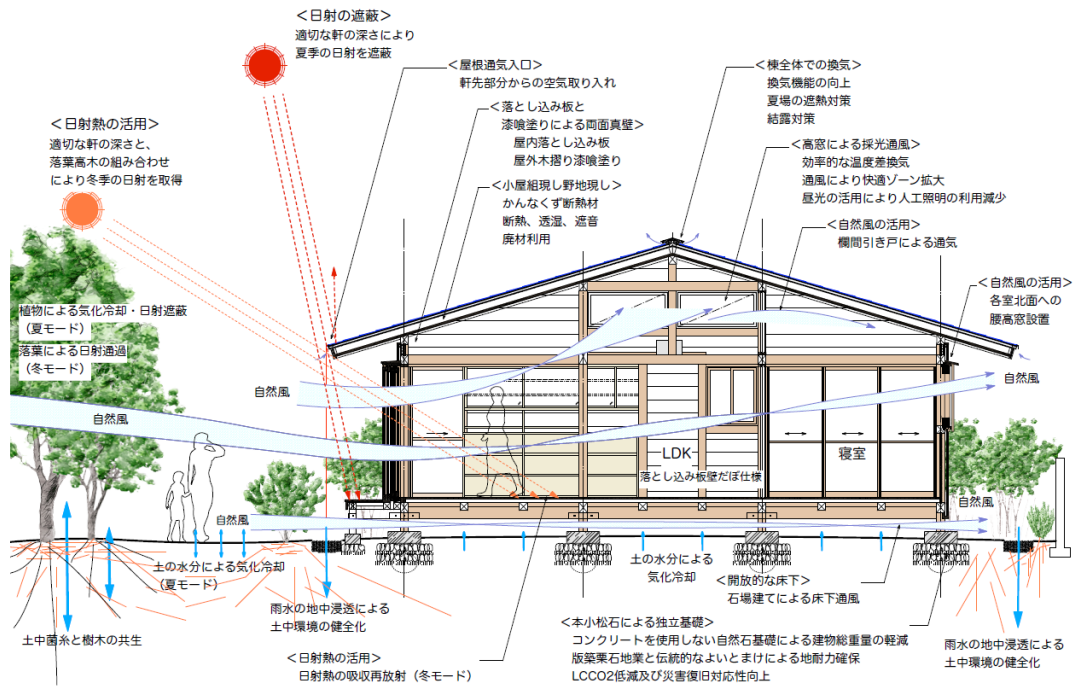 ＜日射の遮蔽＞
適切な軒の深さにより
夏季の日射を遮蔽
＜屋根通気入口＞
軒先部分からの空気取り入れ
＜棟全体での換気＞
換気機能の向上
夏場の遮熱対策
結露対策
＜落とし込み板と
漆喰塗りによる両面真壁＞
屋内落とし込み板
屋外木摺り漆喰塗り
＜日射熱の活用＞
適切な軒の深さと、
落葉高木の組み合わせ
により冬季の日射を取得
＜高窓による採光通風＞
効率的な温度差換気
通風により快適ゾーン拡大
昼光の活用により人工照明の利用減少
＜小屋組現し野地現し＞
かんなくず断熱材
断熱、透湿、遮音
廃材利用
＜自然風の活用＞
欄間引き戸による通気
＜自然風の活用＞
各室北面への
腰高窓設置
植物による気化冷却・日射遮蔽
（夏モード）
落葉による日射通過
（冬モード）
自然風
自然風
自然風
LDK
寝室
落とし込み板壁だぼ仕様
自然風
自然風
土の水分による気化冷却
（夏モード）
土の水分による
気化冷却
＜開放的な床下＞
石場建てによる床下通風
雨水の地中浸透による
土中環境の健全化
＜本小松石による独立基礎＞
コンクリートを使用しない自然石基礎による建物総重量の軽減
版築栗石地業と伝統的なよいとまけによる地耐力確保
LCCO2低減及び災害復旧対応性向上
土中菌糸と樹木の共生
雨水の地中浸透による
土中環境の健全化
＜日射熱の活用＞
日射熱の吸収再放射（冬モード）